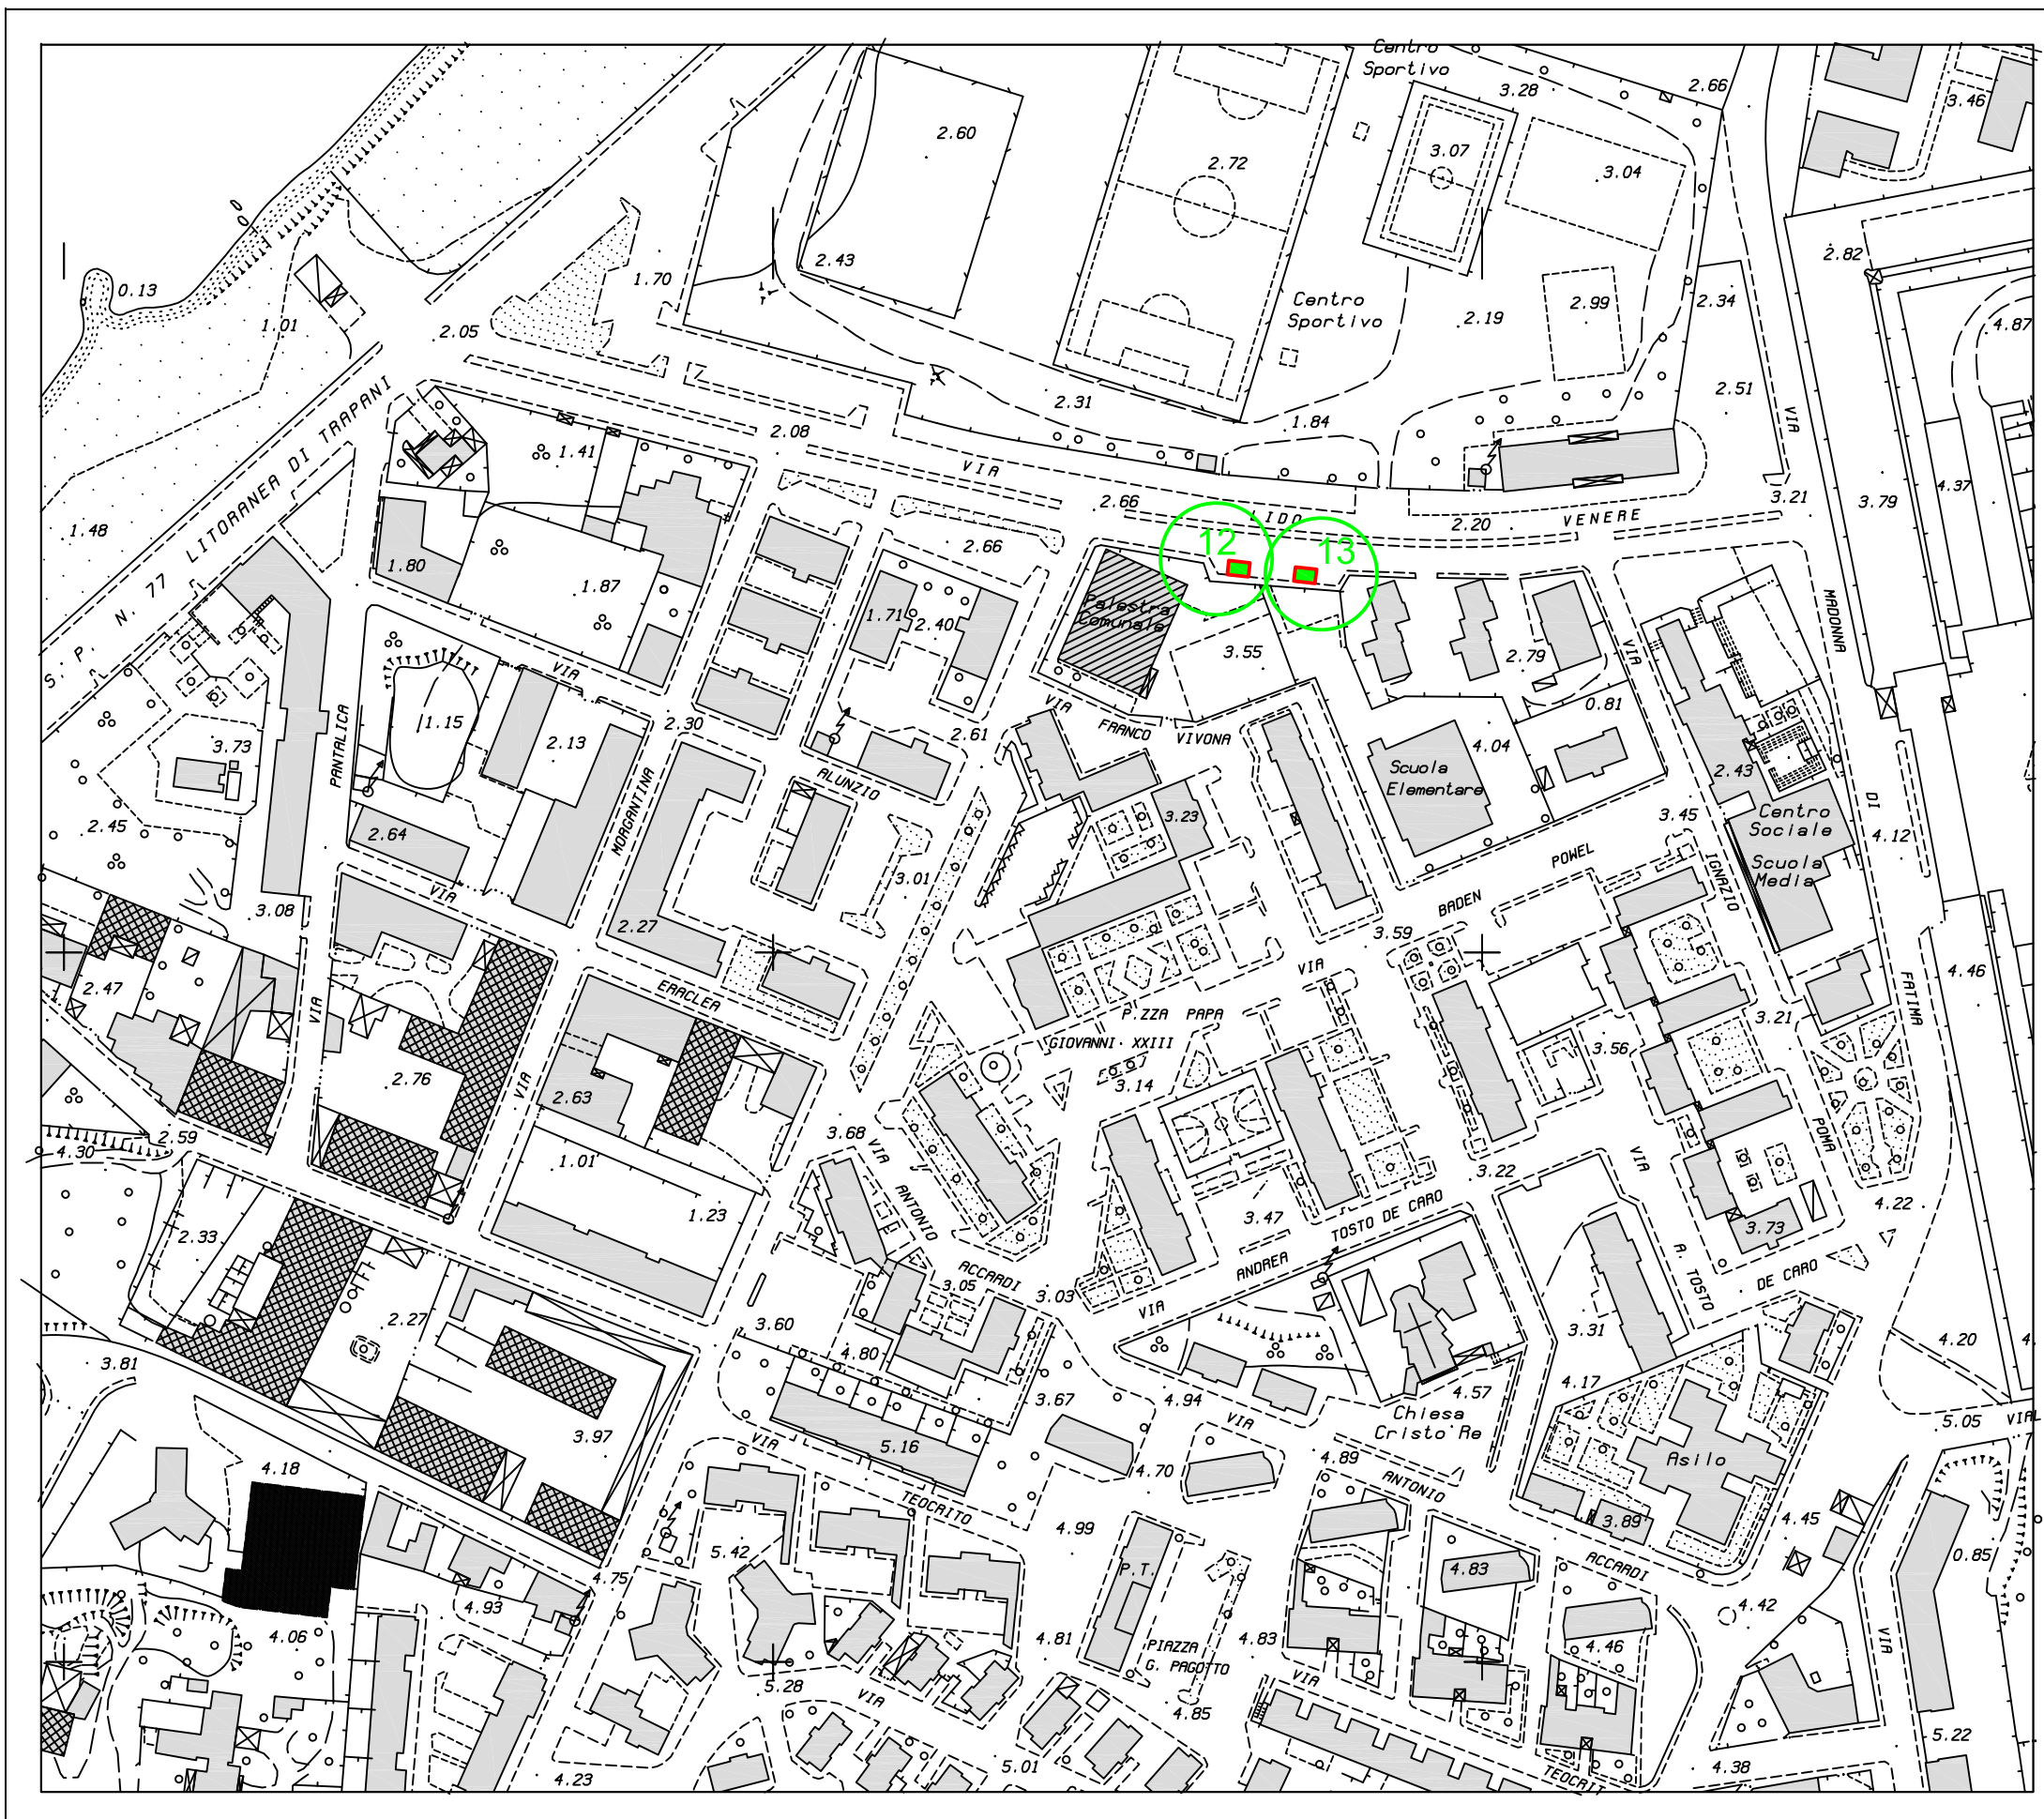 Centro
Sportivo
3.28
2.66
3.46
2.60
2.72
3.07
3.04
2.82
2.43
1.70
0.13
1.01
2.05
Centro
Sportivo
2.19
2.99
2.34
4.87
2.31
1.84
2.51
VIA
2.08
1.41
VIA
2.66
LIDO
2.20
VENERE
3.21
3.79
4.37
1.48
S. P. N. 77 LITORANEA DI TRAPANI
1.80
1.87
2.66
12
13
1.71
2.40
Palestra
Comunale
3.55
2.79
VIA
MADONNA
VIA
0.81
1.15
2.13
2.30
2.61
VIA
FRANCO
VIVONA
4.04
Scuola
Elementare
2.43
3.73
PANTALICA
MORGANTINA
ALUNZIO
3.23
3.45
Centro
Sociale
Scuola
Media
DI
4.12
2.45
2.64
POWEL
IGNAZIO
VIA
3.01
BADEN
3.08
2.27
3.59
VIA
4.46
2.47
VIA
ERACLEA
P.ZZA PAPA
GIOVANNI XXIII
3.14
3.21
FATIMA
3.56
2.76
VIA
2.63
2.59
4.30
3.68
VIA
ANTONIO
ACCARDI
1.01
1.23
3.22
VIA
POMA
4.22
3.47
TOSTO DE CARO
ANDREA
VIA
3.73
2.33
A. TOSTO
DE CARO
3.05
3.03
2.27
3.60
4.80
3.31
4.20
3.81
3.67
4.94
VIA
4.57
4.17
Chiesa
Cristo Re
5.05
3.97
VIA
5.16
4.70
4.89
ANTONIO
Asilo
4.18
TEOCRITO
4.99
3.89
4.45
5.42
P.T.
4.83
ACCARDI
0.85
4.75
4.93
4.42
4.06
4.81
PIAZZA
G. PAGOTTO
4.83
4.46
VIA
VIA
5.28
VIA
4.85
5.22
5.01
4.23
4.38